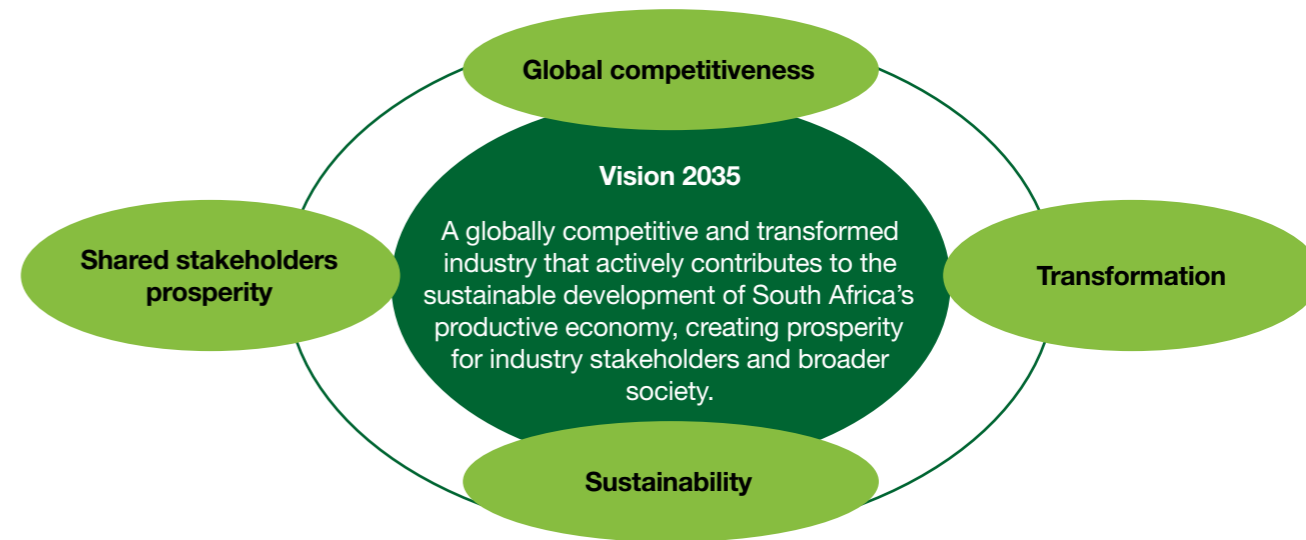 Global competitiveness
Vision 2035
A globally competitive and transformed
industry that actively contributes to the
sustainable development of South Africa’s
productive economy, creating prosperity
for industry stakeholders and broader
society.
Shared stakeholders
prosperity
Transformation
Sustainability